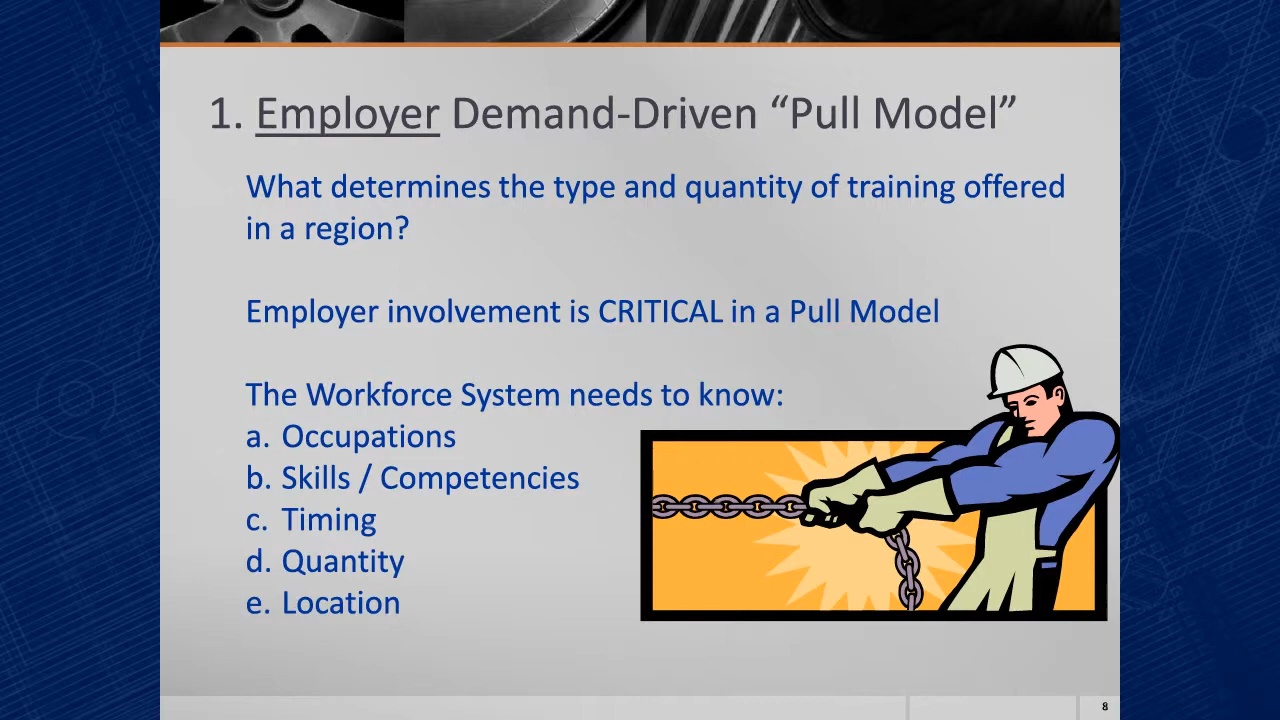 1. Employer Demand-Driven “Pull Model”
What determines the type and quantity of training offered
in a region?
Employer involvement is CRITICAL in a Pull Model
The Workforce System needs to know:
a. Occupations
b. Skills / Competencies
c. Timing
d. Quantity
e. Location
8